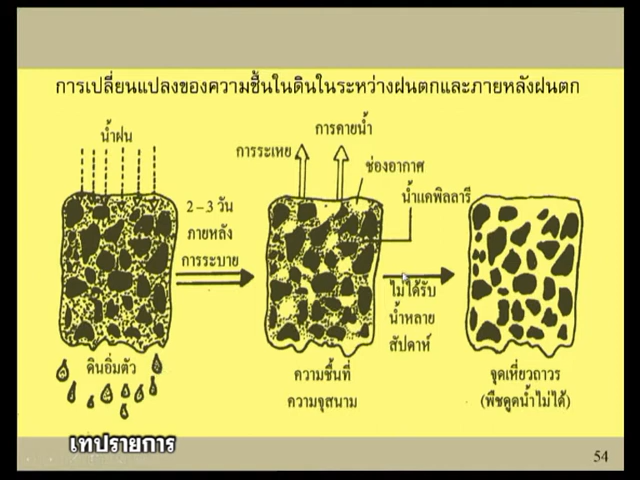 การเปลี่ยนแปลงของความชื้นในดินในระหว่างฝนตกและภายหลังฝนตก
น้ำฝน
การระเหย
การคายน้ำ
ช่องอากาศ
น้ำแคพิลลารี
2 – 3 วัน
ภายหลัง
การระบาย
ไม่ได้รับ
น้ำหลาย
สัปดาห์
ดินอิ่มตัว
ความชื้นที่
ความจุสนาม
จุดเหี่ยวถาวร
(พืชดูดน้ำไม่ได้)
เทปรายการ
54